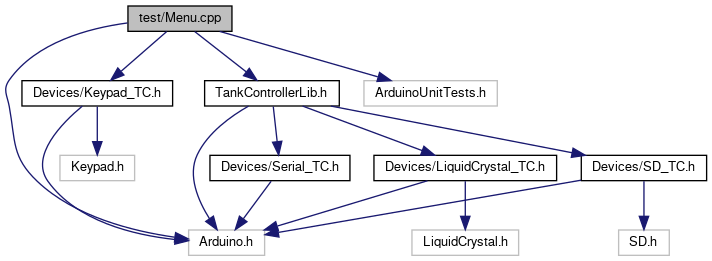 test/Menu.cpp
Devices/Keypad_TC.h
TankControllerLib.h
ArduinoUnitTests.h
Keypad.h
Devices/Serial_TC.h
Devices/LiquidCrystal_TC.h
Devices/SD_TC.h
Arduino.h
LiquidCrystal.h
SD.h